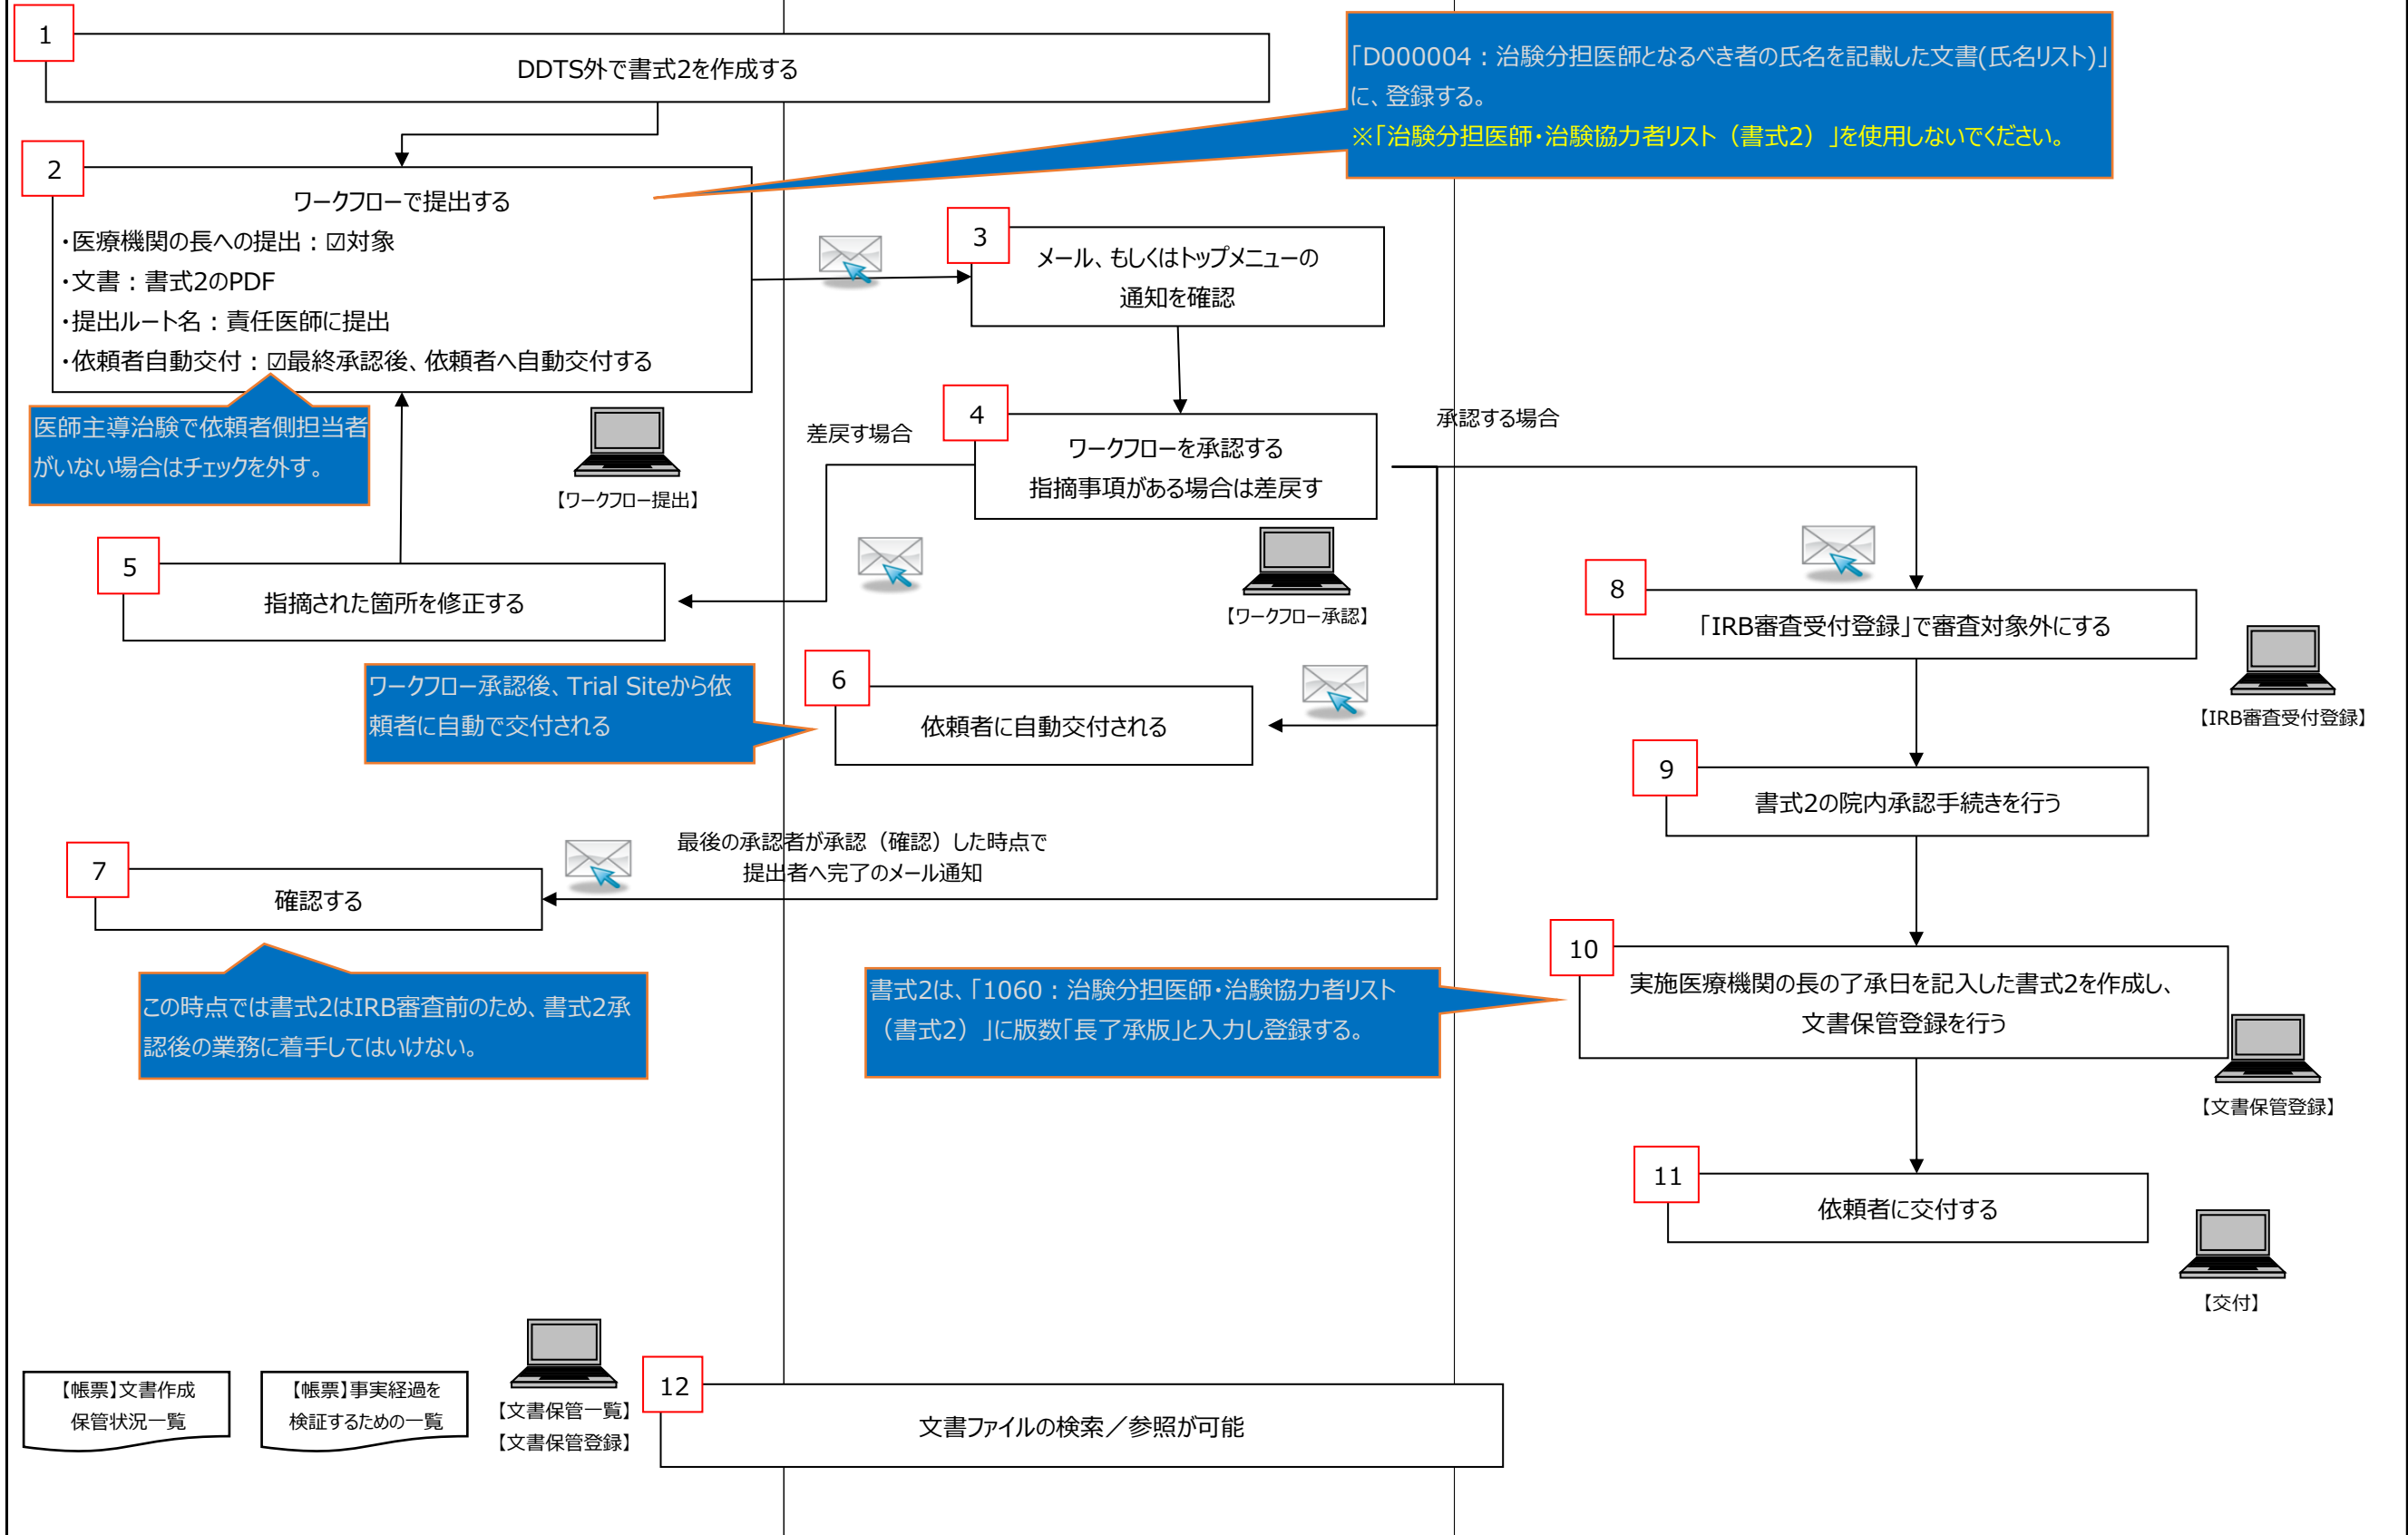 1
DDTS外で書式2を作成する
「D000004：治験分担医師となるべき者の氏名を記載した文書(氏名リスト)」
に、登録する。
※「治験分担医師・治験協力者リスト（書式2）」を使用しないでください。
2
ワークフローで提出する
・医療機関の長への提出：☑対象
・文書：書式2のPDF
・提出ルート名：責任医師に提出
・依頼者自動交付：☑最終承認後、依頼者へ自動交付する
医師主導治験で依頼者側担当者
がいない場合はチェックを外す。
【ワークフロー提出】
3
メール、もしくはトップメニューの
通知を確認
4
ワークフローを承認する
指摘事項がある場合は差戻す
差戻す場合
承認する場合
【ワークフロー承認】
5
指摘された箇所を修正する
ワークフロー承認後、Trial Siteから依
頼者に自動で交付される
6
依頼者に自動交付される
8
「IRB審査受付登録」で審査対象外にする
【IRB審査受付登録】
9
書式2の院内承認手続きを行う
最後の承認者が承認（確認）した時点で
提出者へ完了のメール通知
7
確認する
この時点では書式2はIRB審査前のため、書式2承
認後の業務に着手してはいけない。
書式2は、「1060：治験分担医師・治験協力者リスト
（書式2）」に版数「長了承版」と入力し登録する。
10
実施医療機関の長の了承日を記入した書式2を作成し、
文書保管登録を行う
【文書保管登録】
11
依頼者に交付する
【交付】
【帳票】文書作成
保管状況一覧
【帳票】事実経過を
検証するための一覧
【文書保管一覧】
【文書保管登録】
12
文書ファイルの検索／参照が可能